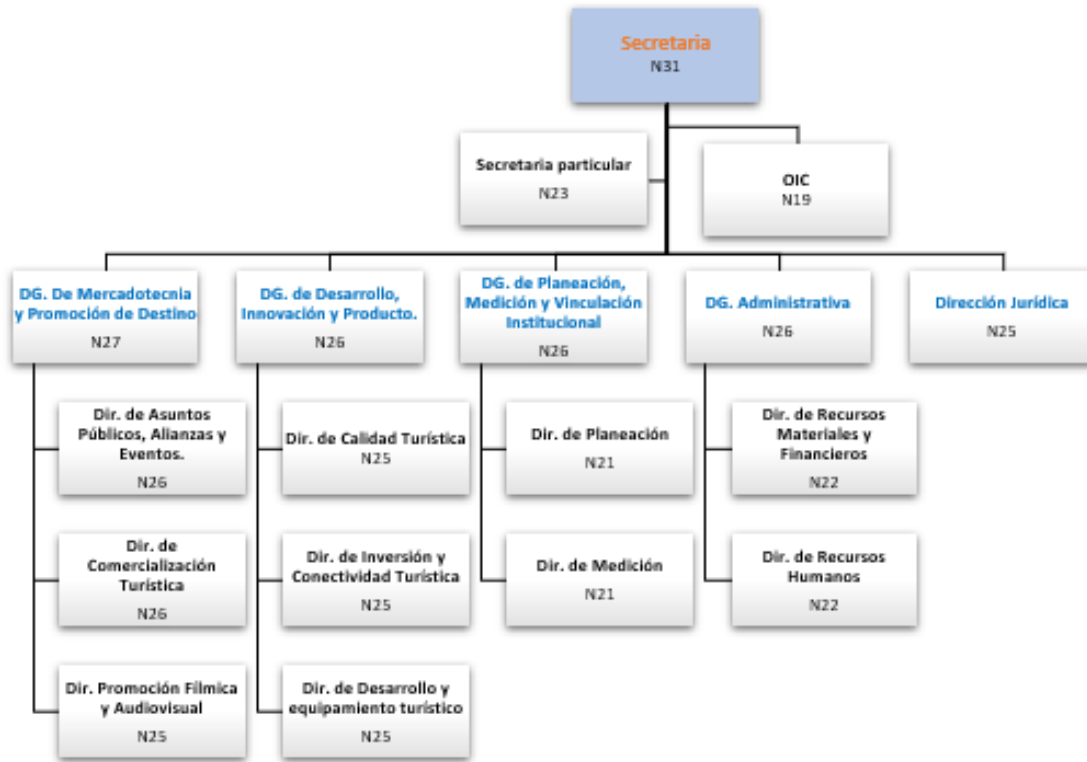 Secretaria
N31
Secretaria particular
N23
OIC
N19
DG. De Mercadotecnia
y Promoción de Destino
N27
DG. de Desarrollo,
Innovación y Producto.
N26
DG. de Planeación,
Medición y Vinculación
Institucional
N26
DG. Administrativa
N26
Dirección Jurídica
N25
Dir. de Asuntos
Públicos, Alianzas y
Eventos.
N26
Dir. de Calidad Turística
N25
Dir. de Planeación
N21
Dir. de Recursos
Materiales y
Financieros
N22
Dir. de
Comercialización
Turística
N26
Dir. de Inversión y
Conectividad Turística
N25
Dir. de Medición
N21
Dir. de Recursos
Humanos
N22
Dir. Promoción Fílmica
y Audiovisual
N25
Dir. de Desarrollo y
equipamiento turístico
N25